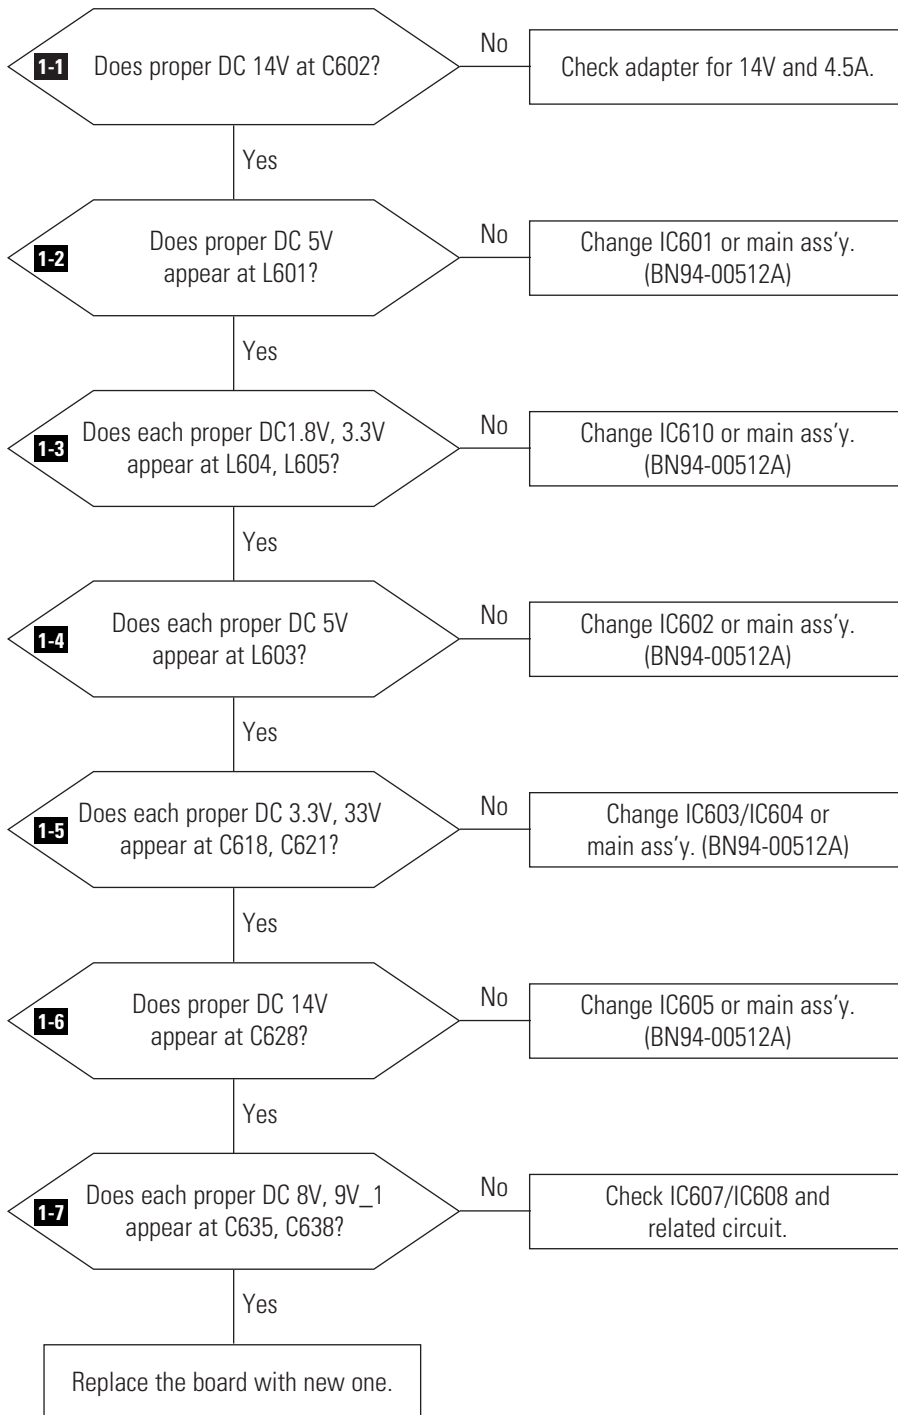 1-1
Does proper DC 14V at C602?
No
Check adapter for 14V and 4.5A.
Yes
1-2
Does proper DC 5V
appear at L601?
No
Change IC601 or main ass'y.
(BN94-00512A)
Yes
1-3
Does each proper DC1.8V, 3.3V
appear at L604, L605?
No
Change IC610 or main ass'y.
(BN94-00512A)
Yes
1-4
Does each proper DC 5V
appear at L603?
No
Change IC602 or main ass'y.
(BN94-00512A)
Yes
1-5
Does each proper DC 3.3V, 33V
appear at C618, C621?
No
Change IC603/IC604 or
main ass'y. (BN94-00512A)
Yes
1-6
Does proper DC 14V
appear at C628?
No
Change IC605 or main ass'y.
(BN94-00512A)
Yes
1-7
Does each proper DC 8V, 9V_1
appear at C635, C638?
No
Check IC607/IC608 and
related circuit.
Yes
Replace the board with new one.